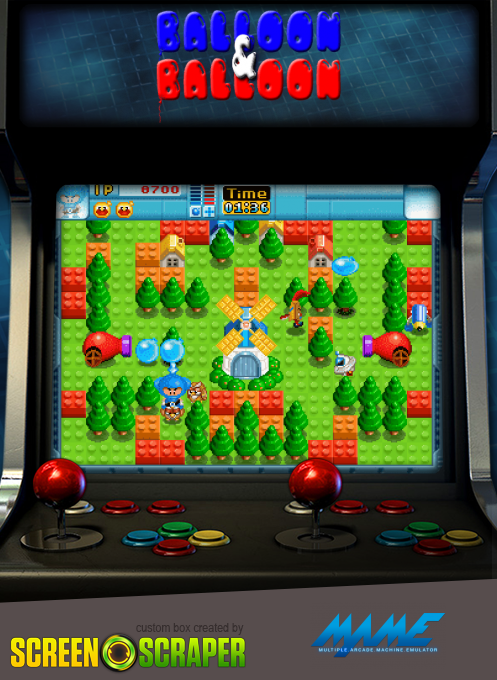 BALLOON
&
BALLOON
1P 8700 Time
01:36
custom box created by
SCREEN SCRAPER
MAME
MULTIPLE ARCADE MACHINE EMULATOR